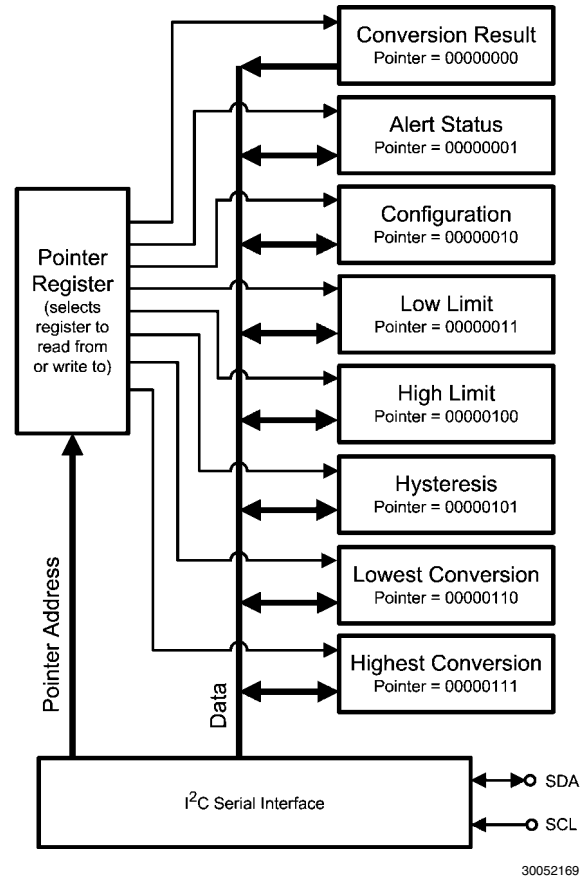 Conversion Result
Pointer = 00000000
Alert Status
Pointer = 00000001
Configuration
Pointer = 00000010
Low Limit
Pointer = 00000011
High Limit
Pointer = 00000100
Hysteresis
Pointer = 00000101
Lowest Conversion
Pointer = 00000110
Highest Conversion
Pointer = 00000111
Pointer
Register
(selects
register to
read from
or write to)
Pointer Address
Data
I²C Serial Interface
SDA
SCL
30052169